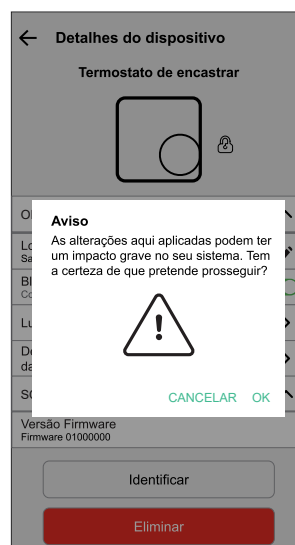 Detalhes do dispositivo
Termostato de encastrar
Aviso
As alterações aqui aplicadas podem ter
um impacto grave no seu sistema. Tem
a certeza de que pretende prosseguir?
!
CANCELAR OK
Versão Firmware
Firmware 01000000
Identificar
Eliminar